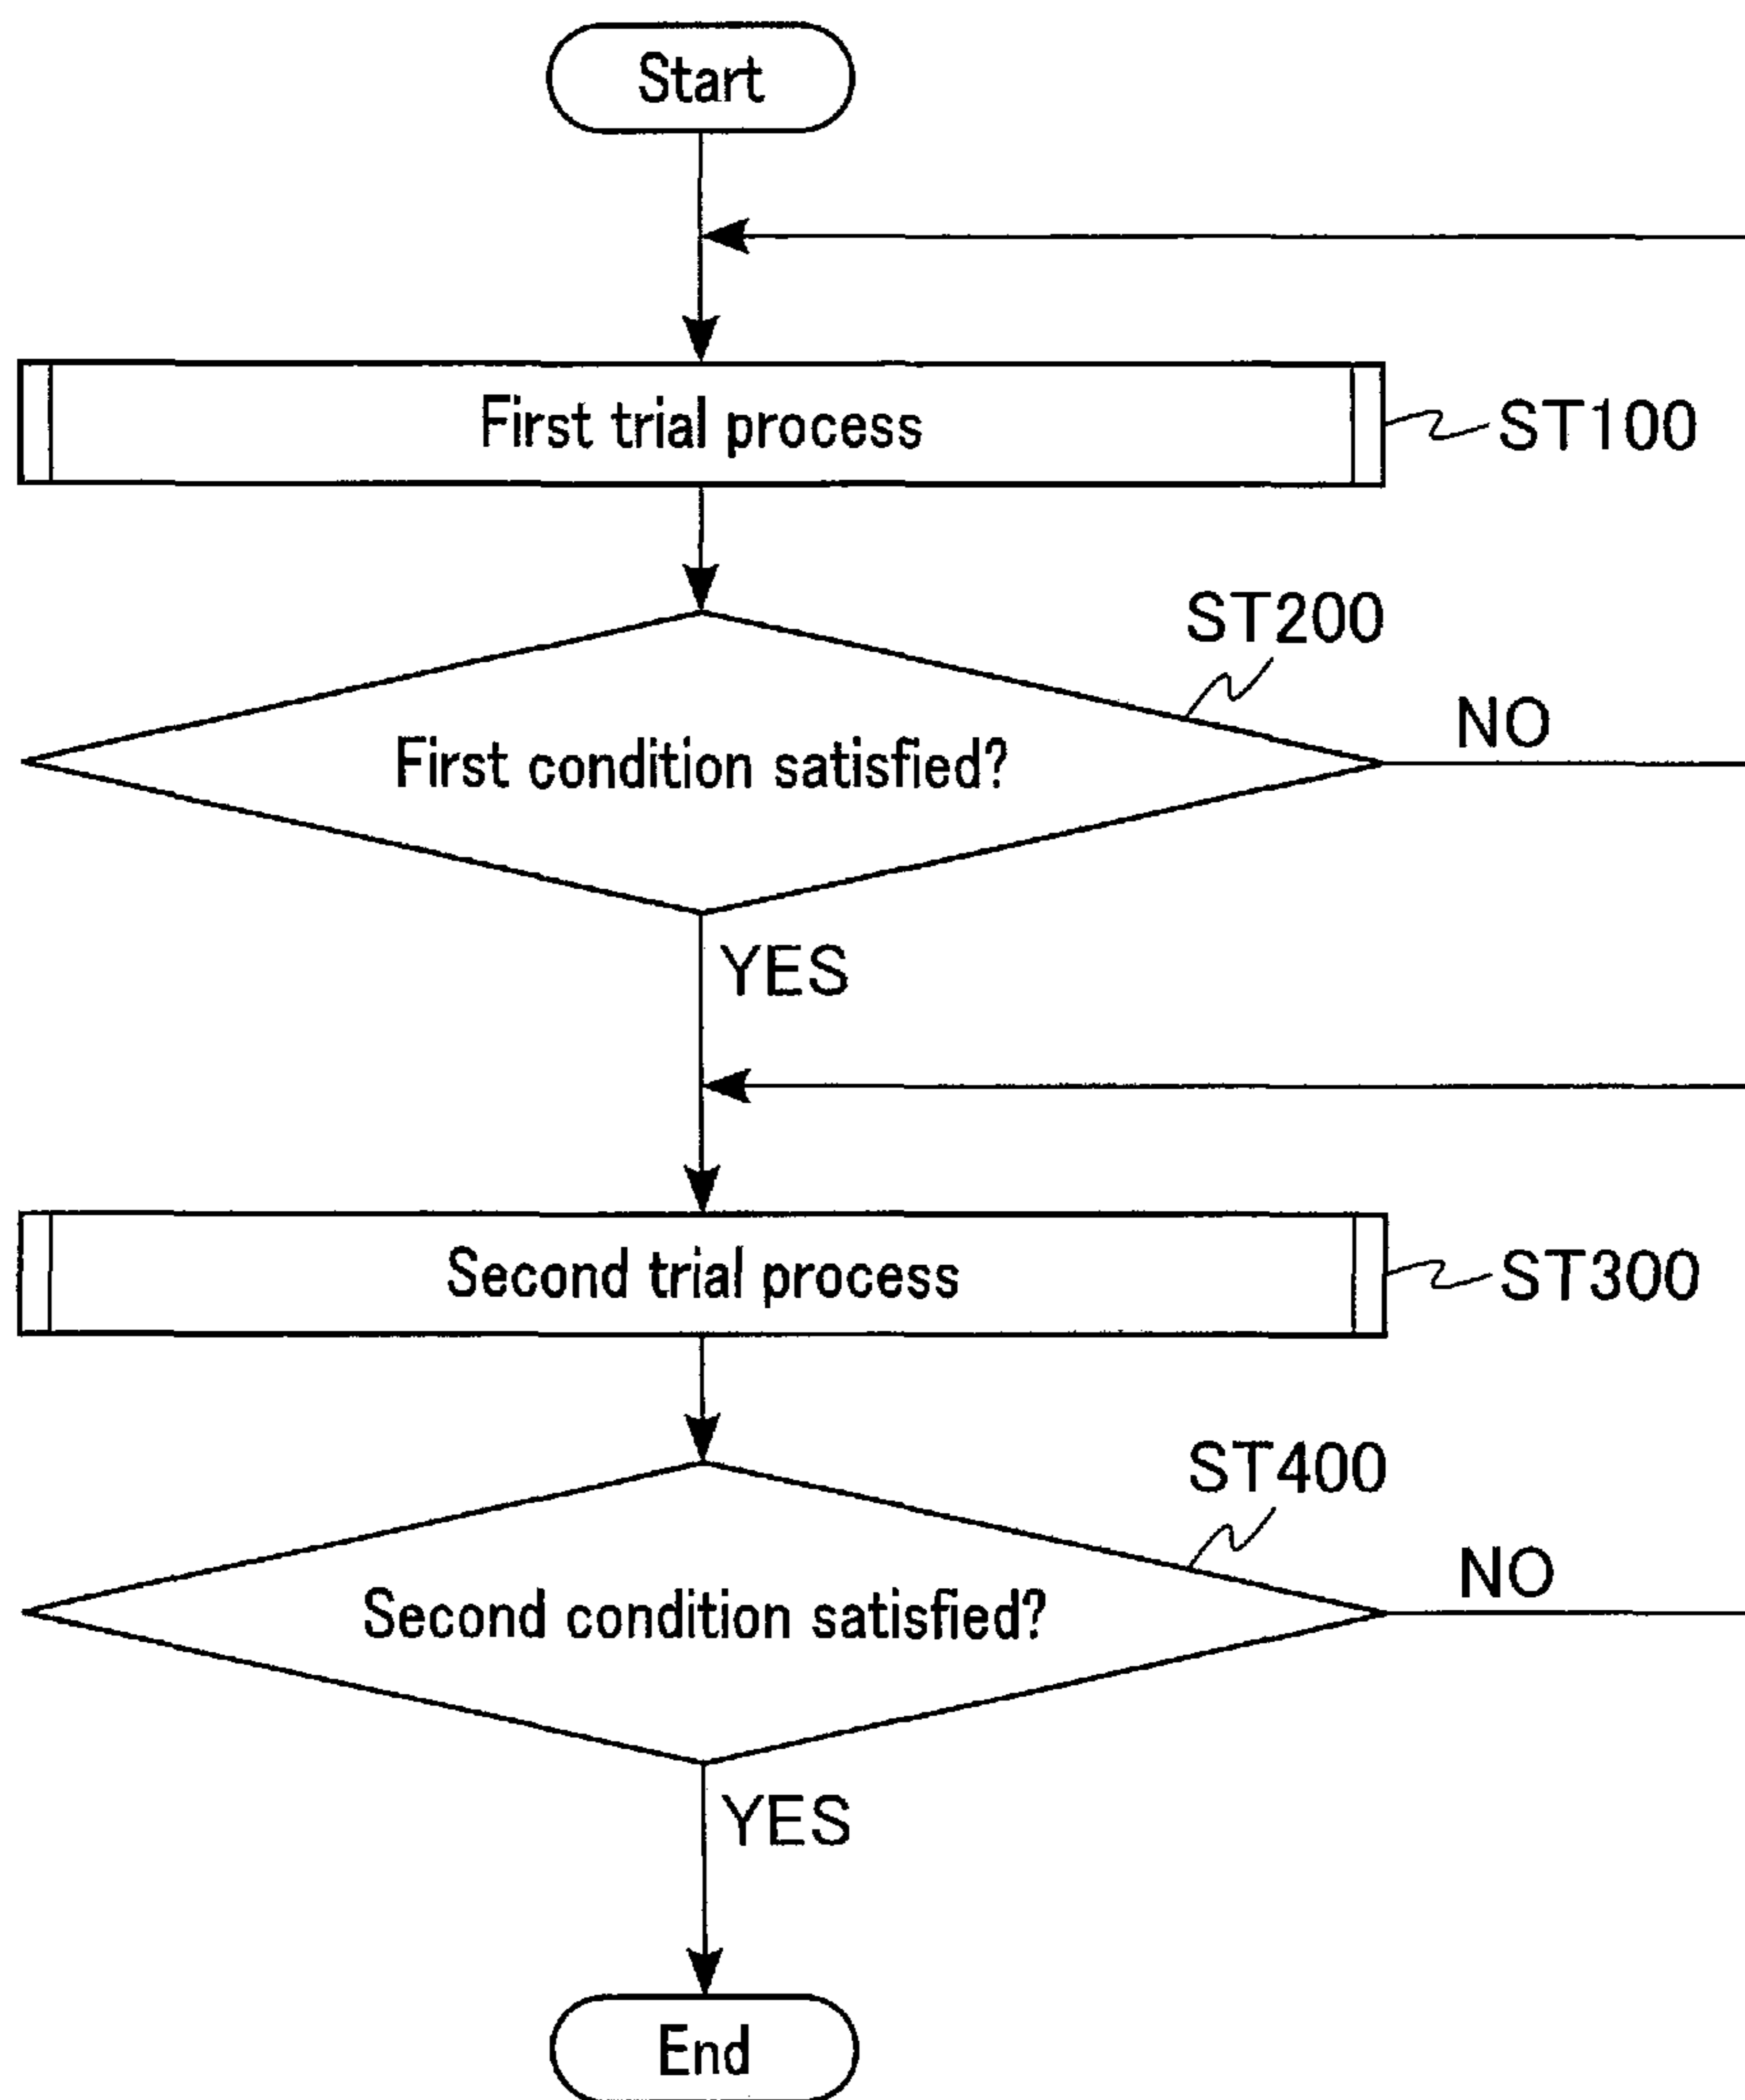 Start
First trial process
ST100
ST200
First condition satisfied?
NO
YES
Second trial process
ST300
ST400
Second condition satisfied?
NO
YES
End